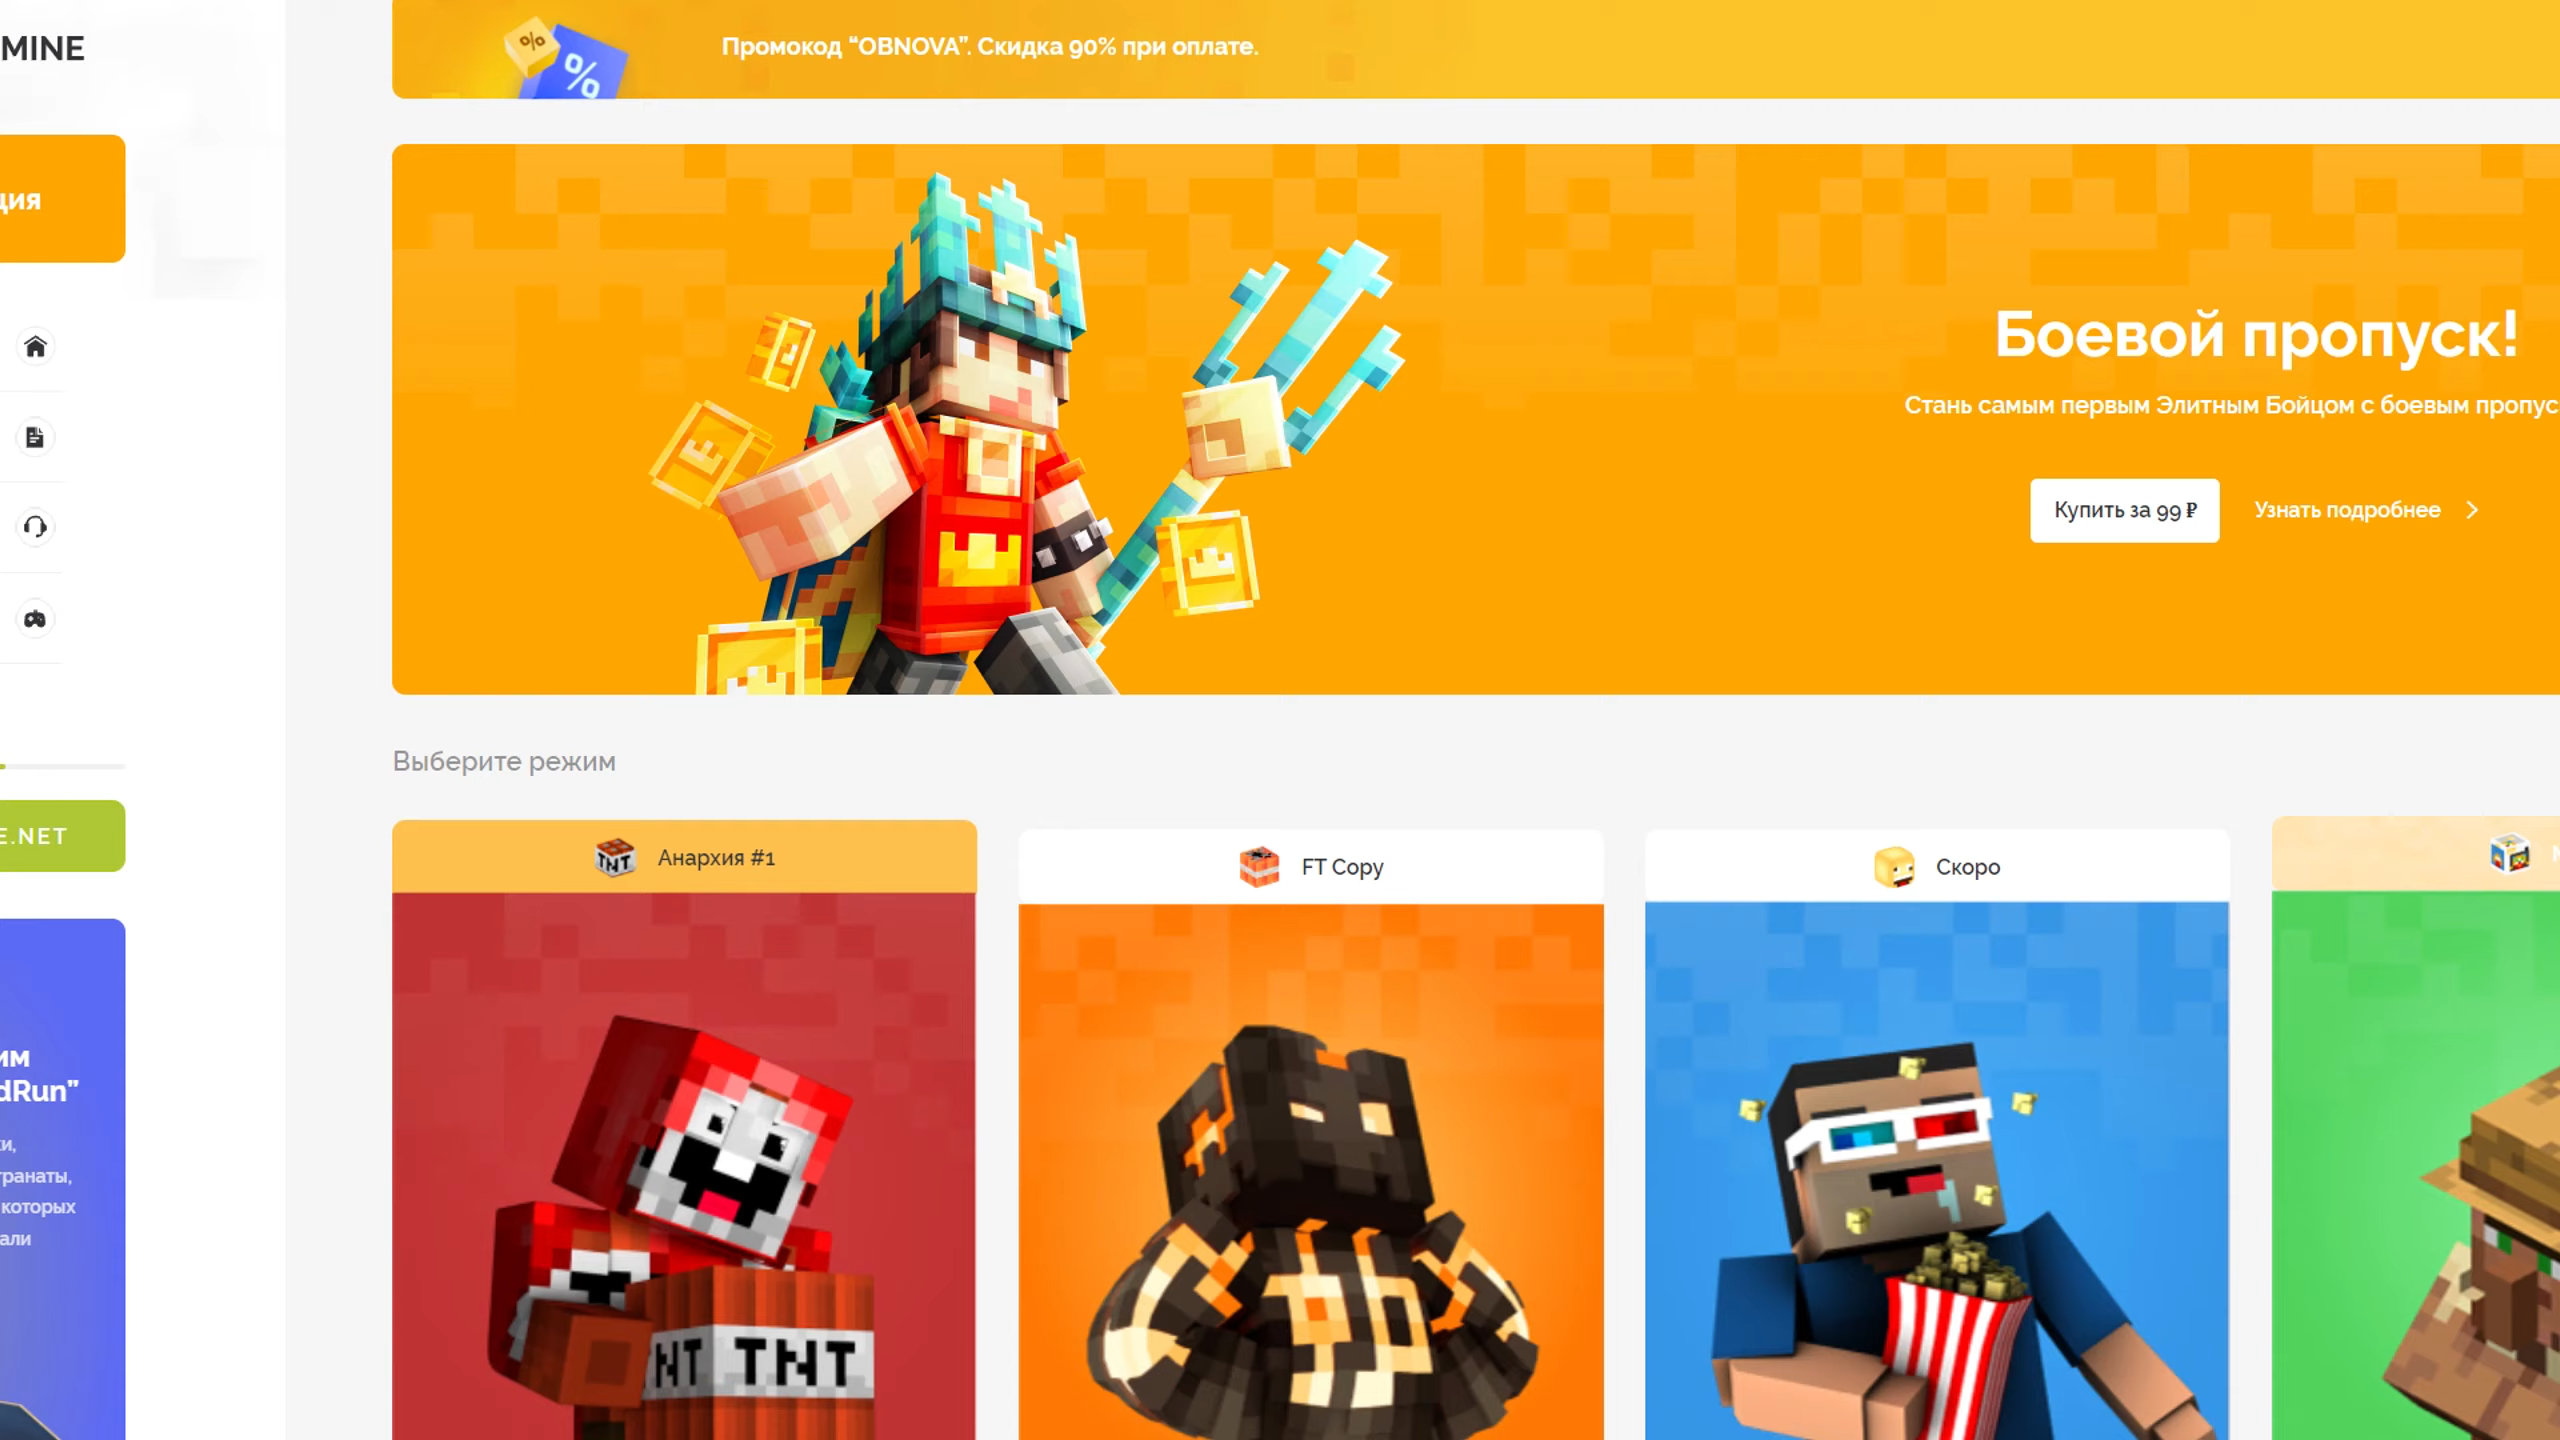 MINE
Промокод “OBNOVA”. Скидка 90% при оплате.
ция
Боевой пропуск!
Стань самым первым Элитным Бойцом с боевым пропус
Купить за 99 ₽
Узнать подробнее
Выберите режим
E.NET
Анархия #1
FT Copy
Скоро
им
dRun”
и,
гранаты,
которых
али
NT TNT